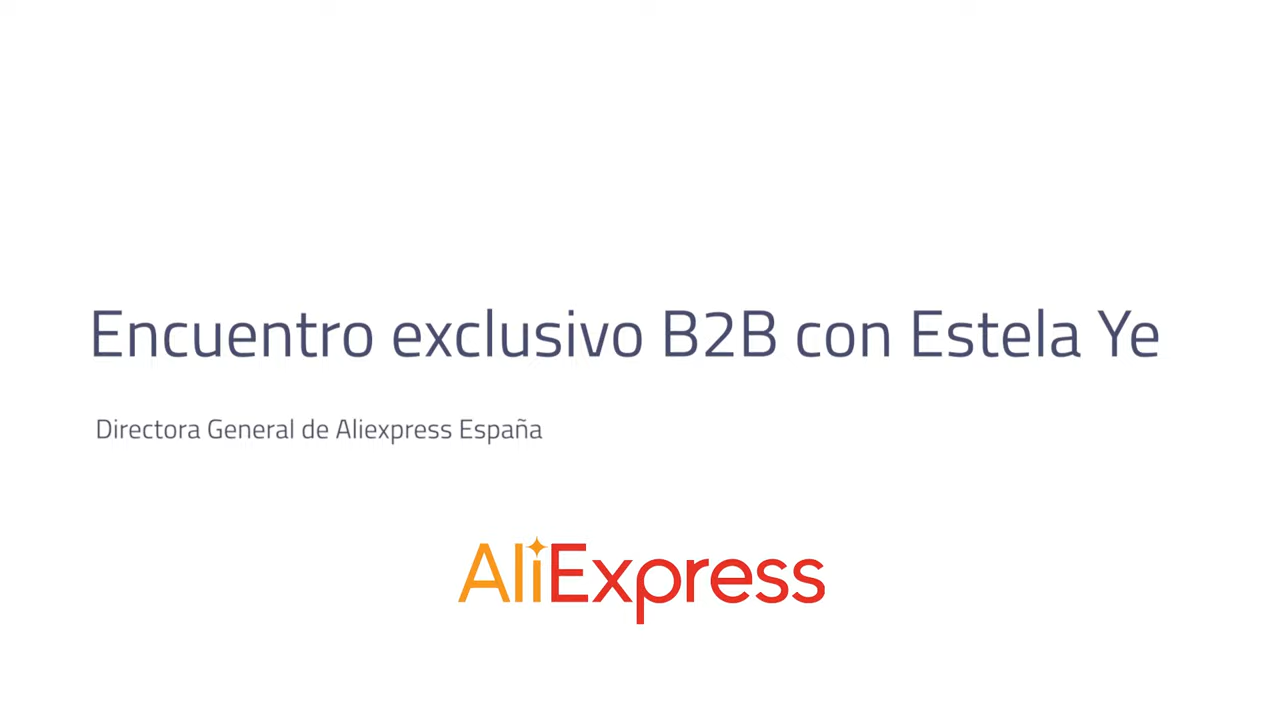 Encuentro exclusivo B2B con Estela Ye
Directora General de Aliexpress España
AliExpress